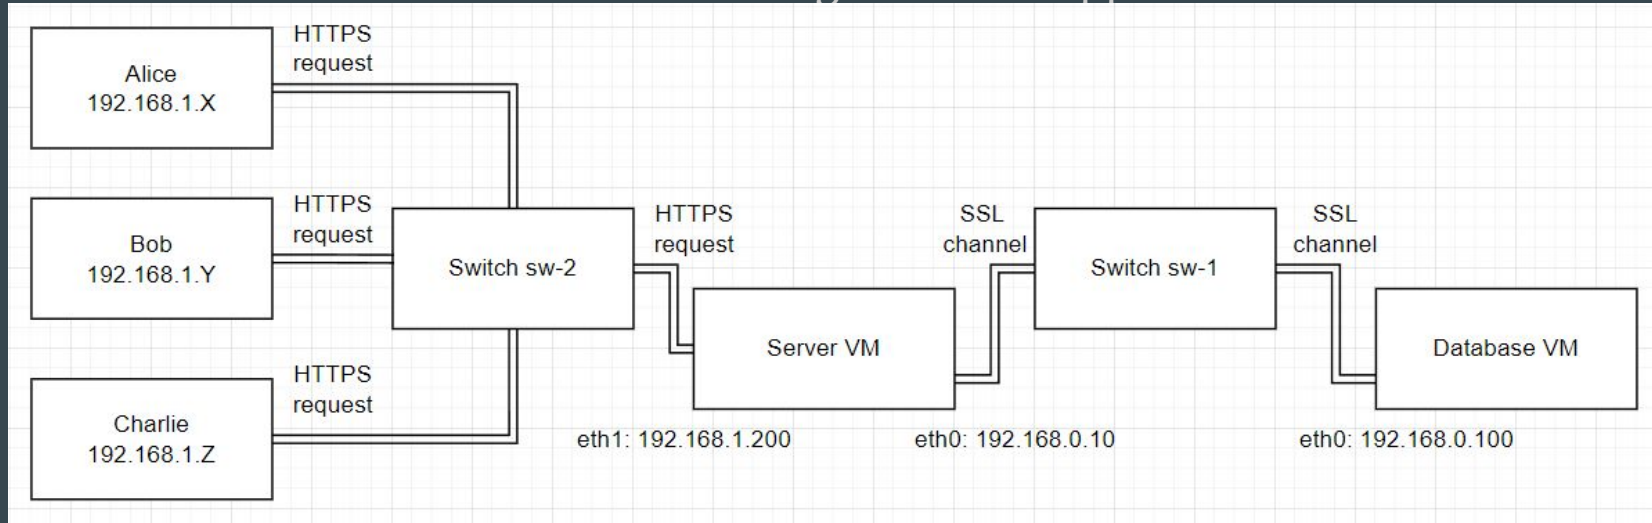 Alice
192.168.1.X
HTTPS
request
Bob
192.168.1.Y
HTTPS
request
Charlie
192.168.1.Z
HTTPS
request
Switch sw-2
HTTPS
request
Server VM
eth1: 192.168.1.200
eth0: 192.168.0.10
SSL
channel
Switch sw-1
SSL
channel
Database VM
eth0: 192.168.0.100